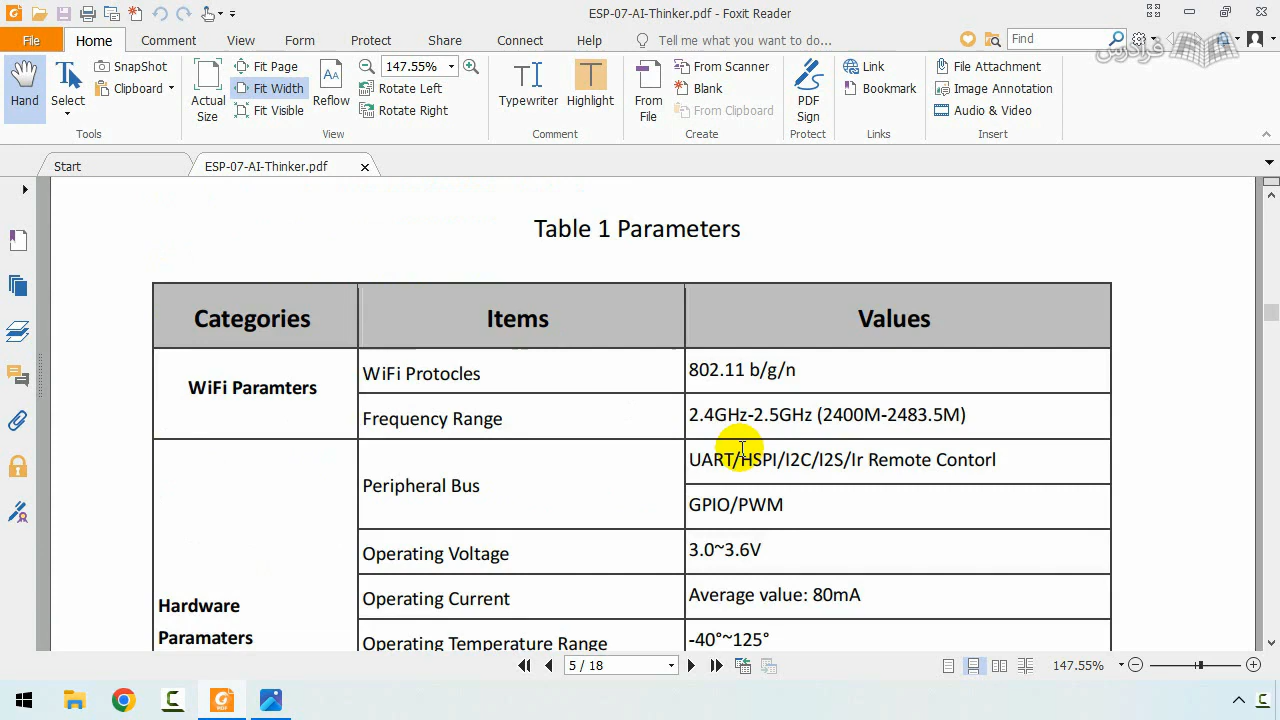 ESP-07-AI-Thinker.pdf - Foxit Reader
File Home Comment View Form Protect Share Connect Help Tell me what you want to do... Find
Hand
Select
SnapShot
Clipboard
Tools
Actual Size
Fit Page
Fit Width
Fit Visible
Reflow
147.55%
Rotate Left
Rotate Right
View
Typewriter
Highlight
Comment
From File
From Scanner
Blank
From Clipboard
Create
PDF Sign
Protect
Link
Bookmark
Links
File Attachment
Image Annotation
Audio & Video
Insert
فرادرس
Start ESP-07-AI-Thinker.pdf
Table 1 Parameters
Categories Items Values
WiFi Paramters
WiFi Protocles 802.11 b/g/n
Frequency Range 2.4GHz-2.5GHz (2400M-2483.5M)
Hardware
Paramaters
Peripheral Bus UART/HSPI/I2C/I2S/Ir Remote Contorl
GPIO/PWM
Operating Voltage 3.0~3.6V
Operating Current Average value: 80mA
Operating Temperature Range -40°~125°
5 / 18 147.55%